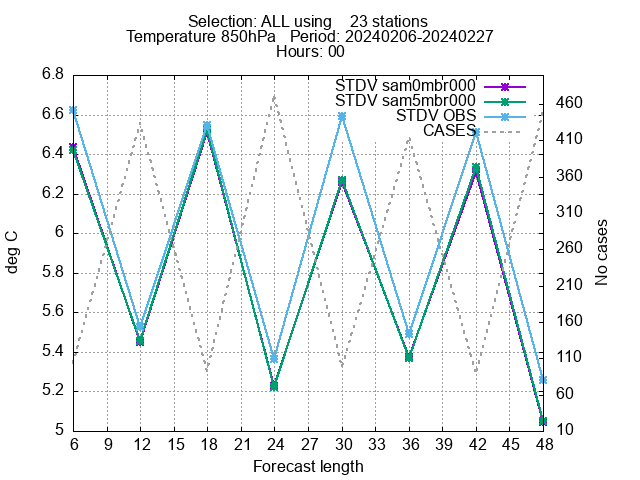 Selection: ALL using 23 stations
Temperature 850hPa Period: 20240206-20240227
Hours: 00
STDV sam0mbr000
STDV sam5mbr000
STDV OBS
CASES
6.8
6.6
6.4
6.2
6
5.8
5.6
5.4
5.2
5
deg C
460
410
360
310
260
210
160
110
60
10
No cases
6 9 12 15 18 21 24 27 30 33 36 39 42 45 48
Forecast length